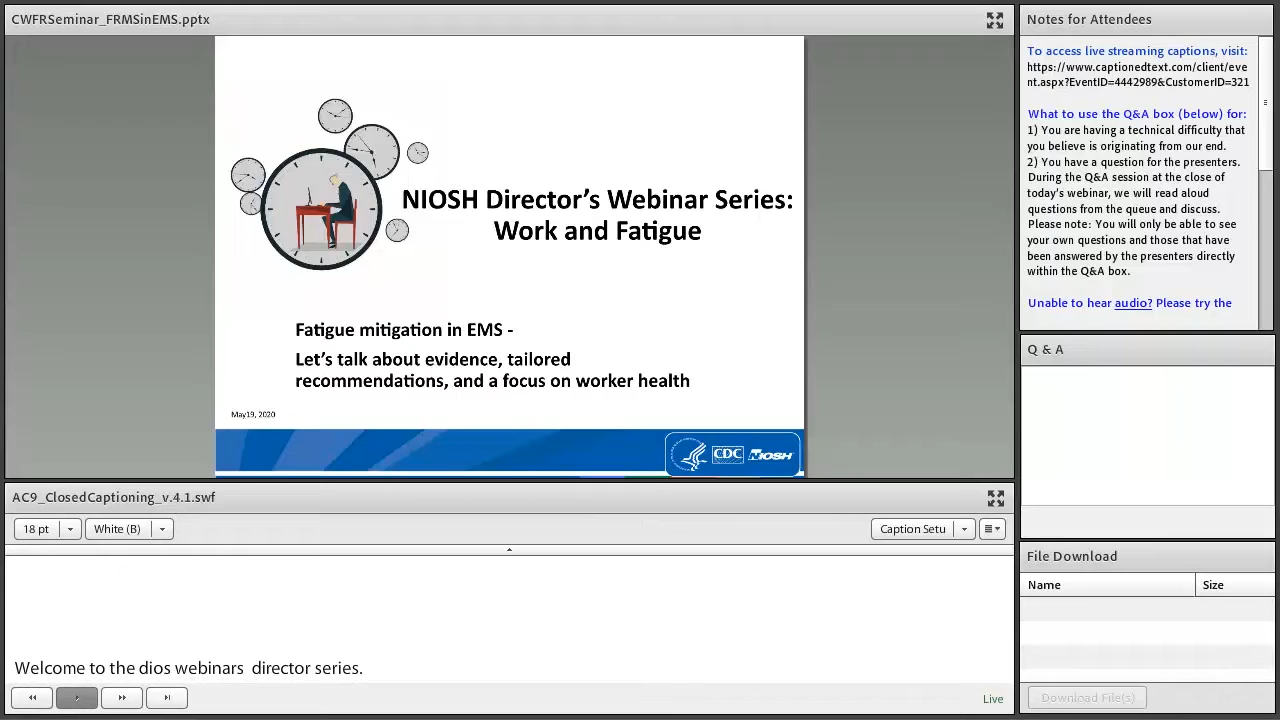 CWFRSeminar_FRMSinEMS.pptx
NIOSH Director's Webinar Series:
Work and Fatigue
Fatigue mitigation in EMS -
Let's talk about evidence, tailored
recommendations, and a focus on worker health
May19, 2020
CDC
NIOSH
AC9_ClosedCaptioning_v.4.1.swf
18 pt
White (B)
Caption Setu
Welcome to the dios webinars  director series.
Live
Notes for Attendees
To access live streaming captions, visit:
https://www.captionedtext.com/client/eve
nt.aspx?EventID=4442989&CustomerID=321
What to use the Q&A box (below) for:
1) You are having a technical difficulty that
you believe is originating from our end.
2) You have a question for the presenters.
During the Q&A session at the close of
today's webinar, we will read aloud
questions from the queue and discuss.
Please note: You will only be able to see
your own questions and those that have
been answered by the presenters directly
within the Q&A box.
Unable to hear audio? Please try the
Q & A
File Download
Name Size
Download File(s)